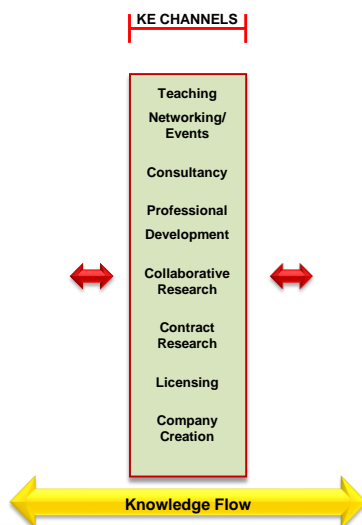 KE CHANNELS
Teaching
Networking/
Events
Consultancy
Professional
Development
Collaborative
Research
Contract
Research
Licensing
Company
Creation
Knowledge Flow